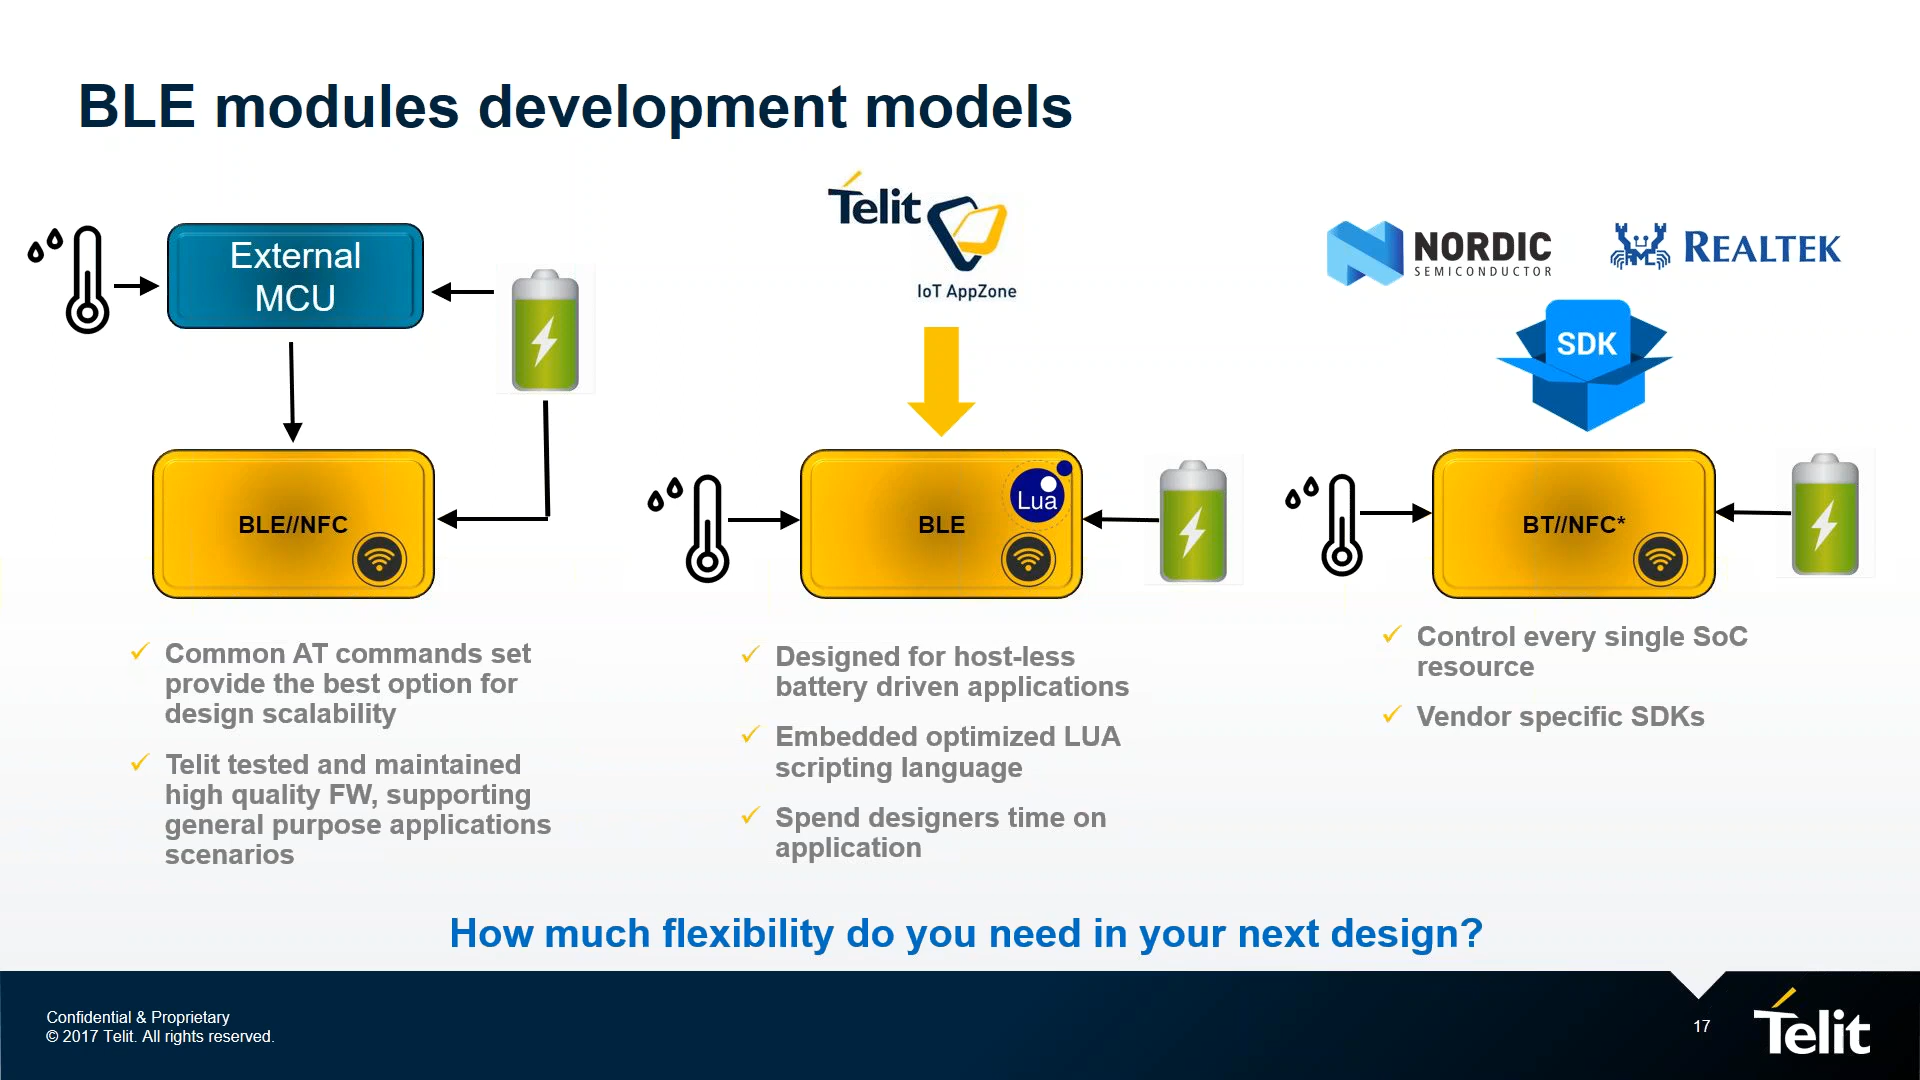 BLE modules development models
External
MCU
BLE//NFC
Common AT commands set
provide the best option for
design scalability
Telit tested and maintained
high quality FW, supporting
general purpose applications
scenarios
Telit
IoT AppZone
BLE
Lua
Designed for host-less
battery driven applications
Embedded optimized LUA
scripting language
Spend designers time on
application
NORDIC
SEMICONDUCTOR
REALTEK
SDK
BT//NFC*
Control every single SoC
resource
Vendor specific SDKs
How much flexibility do you need in your next design?
Confidential & Proprietary
© 2017 Telit. All rights reserved.
17
Telit